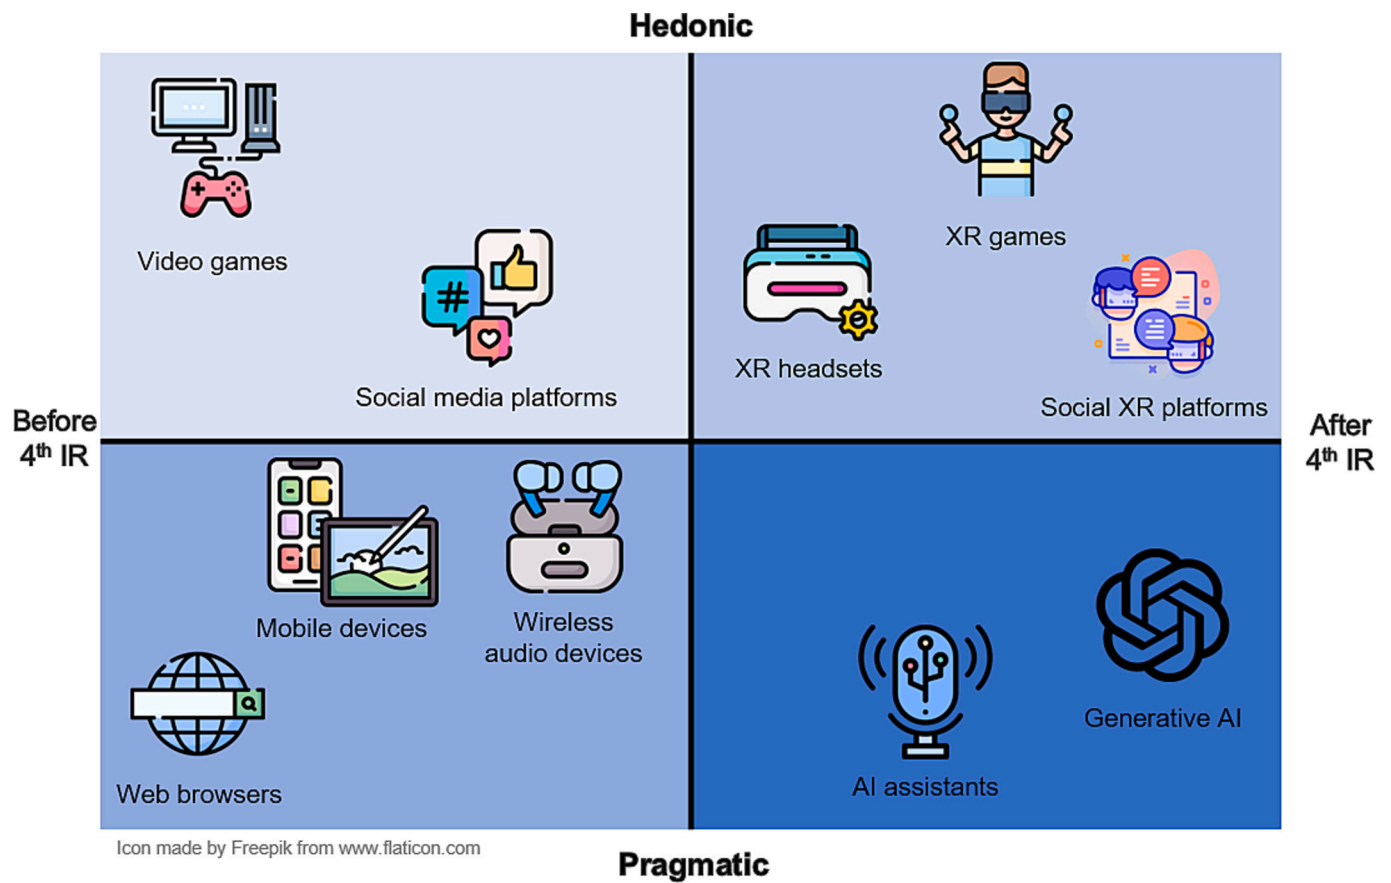 Hedonic
Video games
Social media platforms
#
XR games
XR headsets
Social XR platforms
Before
4th IR
After
4th IR
Mobile devices
Wireless
audio devices
Web browsers
AI assistants
Generative AI
Icon made by Freepik from www.flaticon.com
Pragmatic